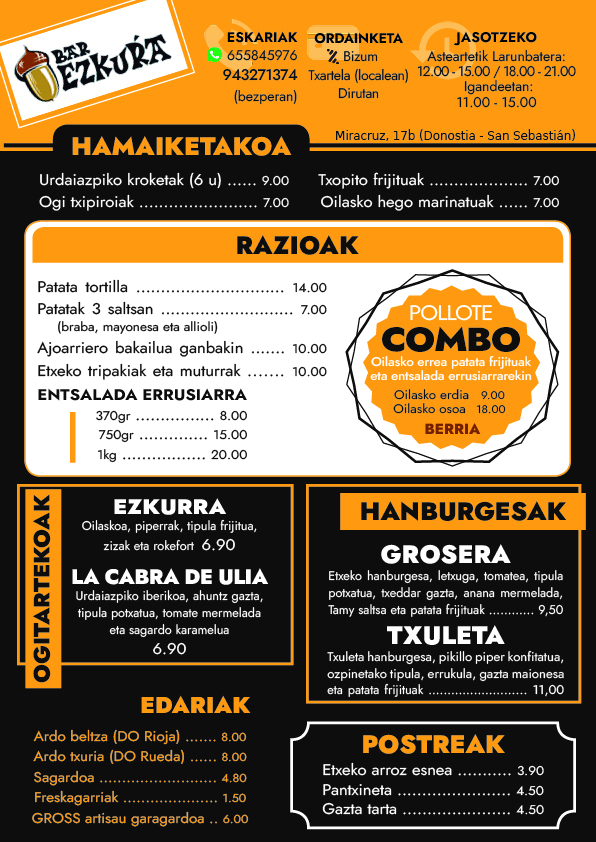 BAR
EZKURRA
ESKARIAK
655845976
943271374
(bezperan)
ORDAINKETA
Bizum
Txartela (localean)
Dirutan
JASOTZEKO
Asteartetik Larunbatera:
12.00 - 15.00 / 18.00 - 21.00
Igandeetan:
11.00 - 15.00
Miracruz, 17b (Donostia - San Sebastián)
HAMAIKETAKOA
Urdaiazpiko kroketak (6 u) ...... 9.00
Ogi txipiroiak ........................ 7.00
Txopito frijituak .................... 7.00
Oilasko hego marinatuak ...... 7.00
RAZIOAK
Patata tortilla ............................. 14.00
Patatak 3 saltsan .......................... 7.00
(braba, mayonesa eta allioli)
Ajoarriero bakailua ganbakin ....... 10.00
Etxeko tripakiak eta muturrak ....... 10.00
ENTSALADA ERRUSIARRA
370gr ................ 8.00
750gr .............. 15.00
1kg ................. 20.00
POLLOTE
COMBO
Oilasko errea patata frijituak
eta entsalada errusiarrarekin
Oilasko erdia 9.00
Oilasko osoa 18.00
BERRIA
OGITARTEKOAK
EZKURRA
Oilaskoa, piperrak, tipula frijitua,
zizak eta rokefort 6.90
LA CABRA DE ULIA
Urdaiazpiko iberikoa, ahuntz gazta,
tipula potxatua, tomate mermelada
eta sagardo karamelua
6.90
HANBURGESAK
GROSERA
Etxeko hanburgesa, letxuga, tomatea, tipula
potxatua, txeddar gazta, anana mermelada,
Tamy saltsa eta patata frijituak ............ 9,50
TXULETA
Txuleta hanburgesa, pikillo piper konfitatua,
ozpinetako tipula, errukula, gazta maionesa
eta patata frijituak .......................... 11,00
EDARIAK
Ardo beltza (DO Rioja) ....... 8.00
Ardo txuria (DO Rueda) ...... 8.00
Sagardoa .......................... 4.80
Freskagarriak .................... 1.50
GROSS artisau garagardoa .. 6.00
POSTREAK
Etxeko arroz esnea ........... 3.90
Pantxineta ....................... 4.50
Gazta tarta ...................... 4.50